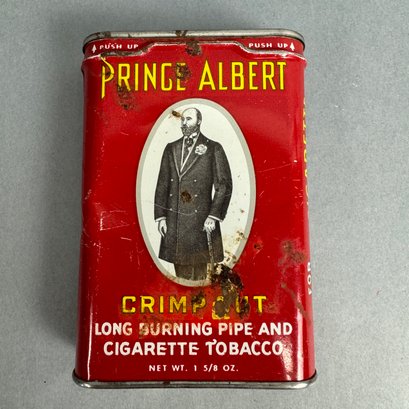 PUSH UP PUSH UP
PRINCE ALBERT
CRIMP CUT
LONG BURNING PIPE AND
CIGARETTE TOBACCO
NET WT. 1 5/8 OZ.